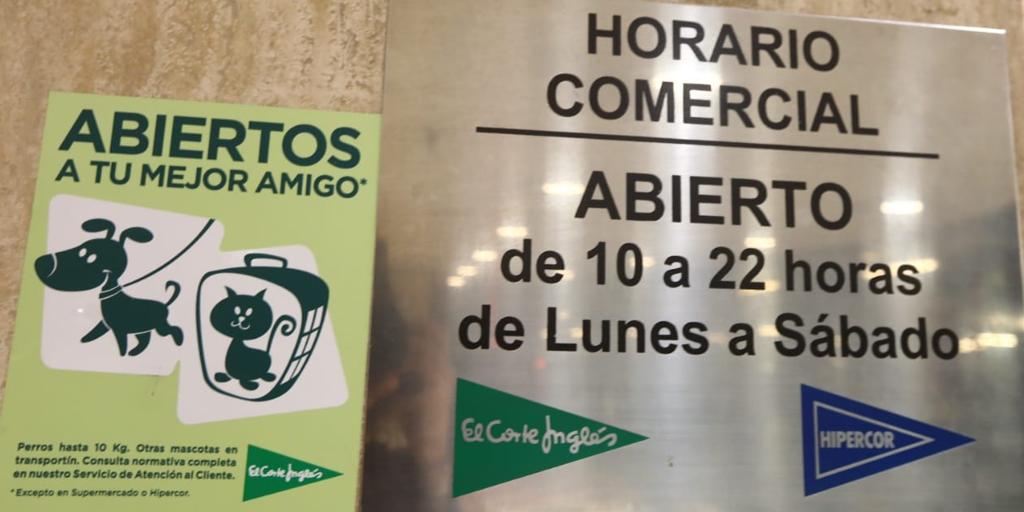 ABIERTOS
A TU MEJOR AMIGO*
Perros hasta 10 Kg. Otras mascotas en
transportín. Consulta normativa completa
en nuestro Servicio de Atención al Cliente.
*Excepto en Supermercado o Hipercor.
El Corte Inglés
HORARIO
COMERCIAL
ABIERTO
de 10 a 22 horas
de Lunes a Sábado
El Corte Inglés
HIPERCOR